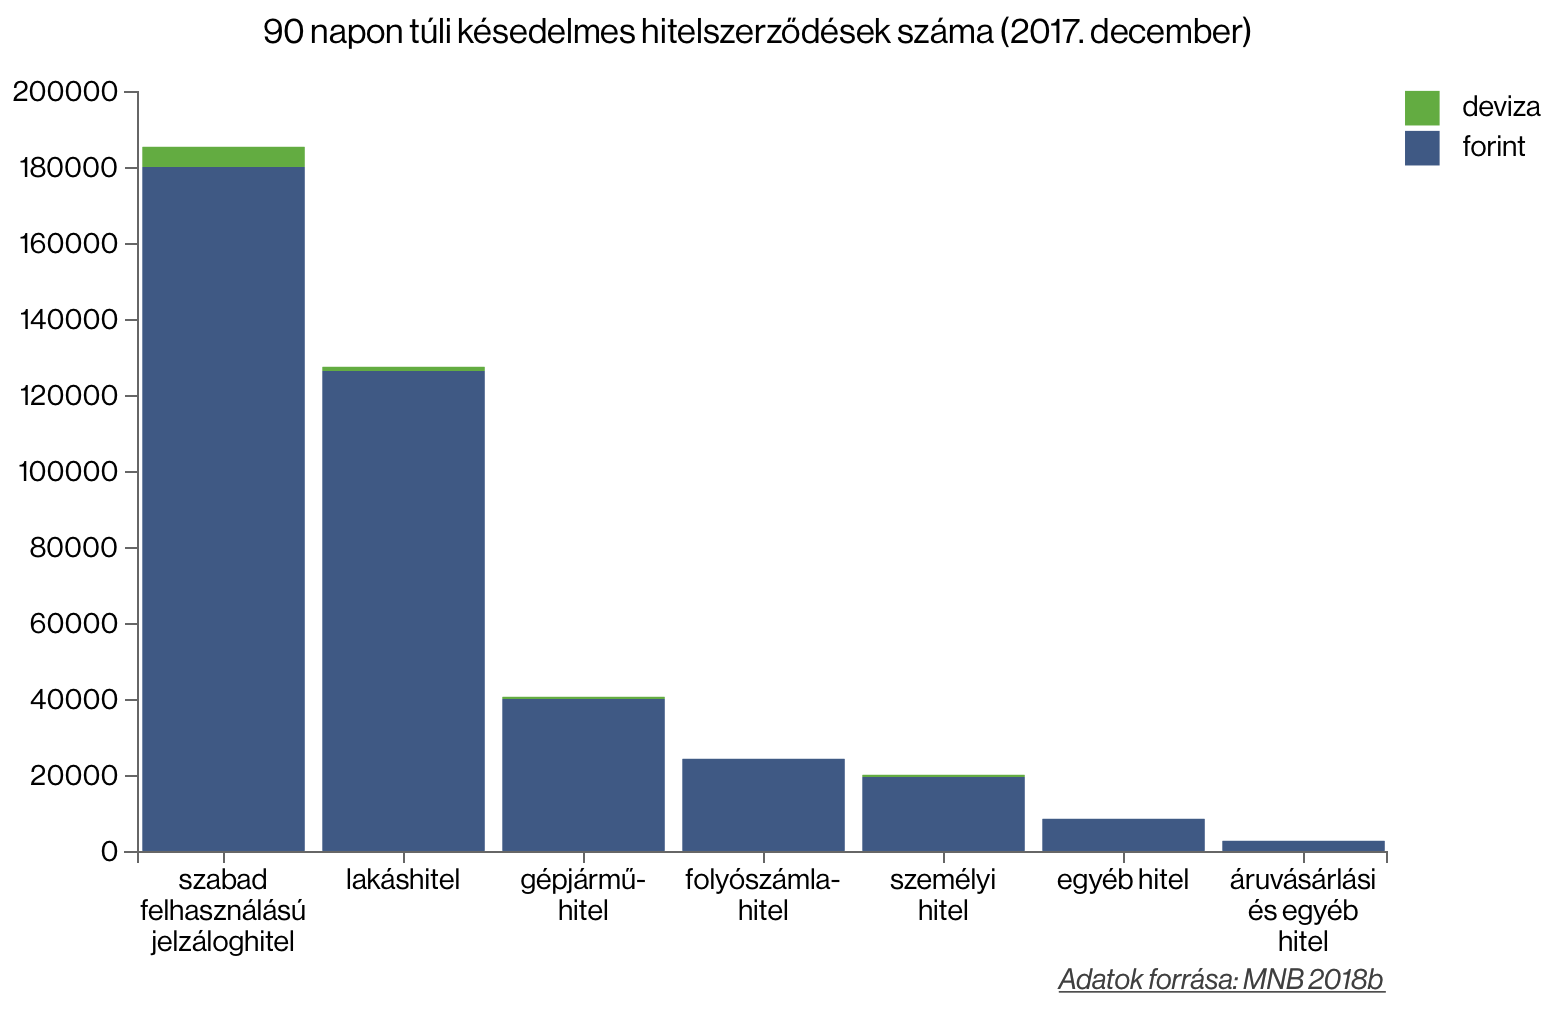 90 napon túli késedelmes hitelszerződések száma (2017. december)
200000
180000
160000
140000
120000
100000
80000
60000
40000
20000
0
deviza
forint
szabad
felhasználású
jelzáloghitel
lakáshitel
gépjármű-
hitel
folyószámla-
hitel
személyi
hitel
egyéb hitel
áruvásárlási
és egyéb
hitel
Adatok forrása: MNB 2018b